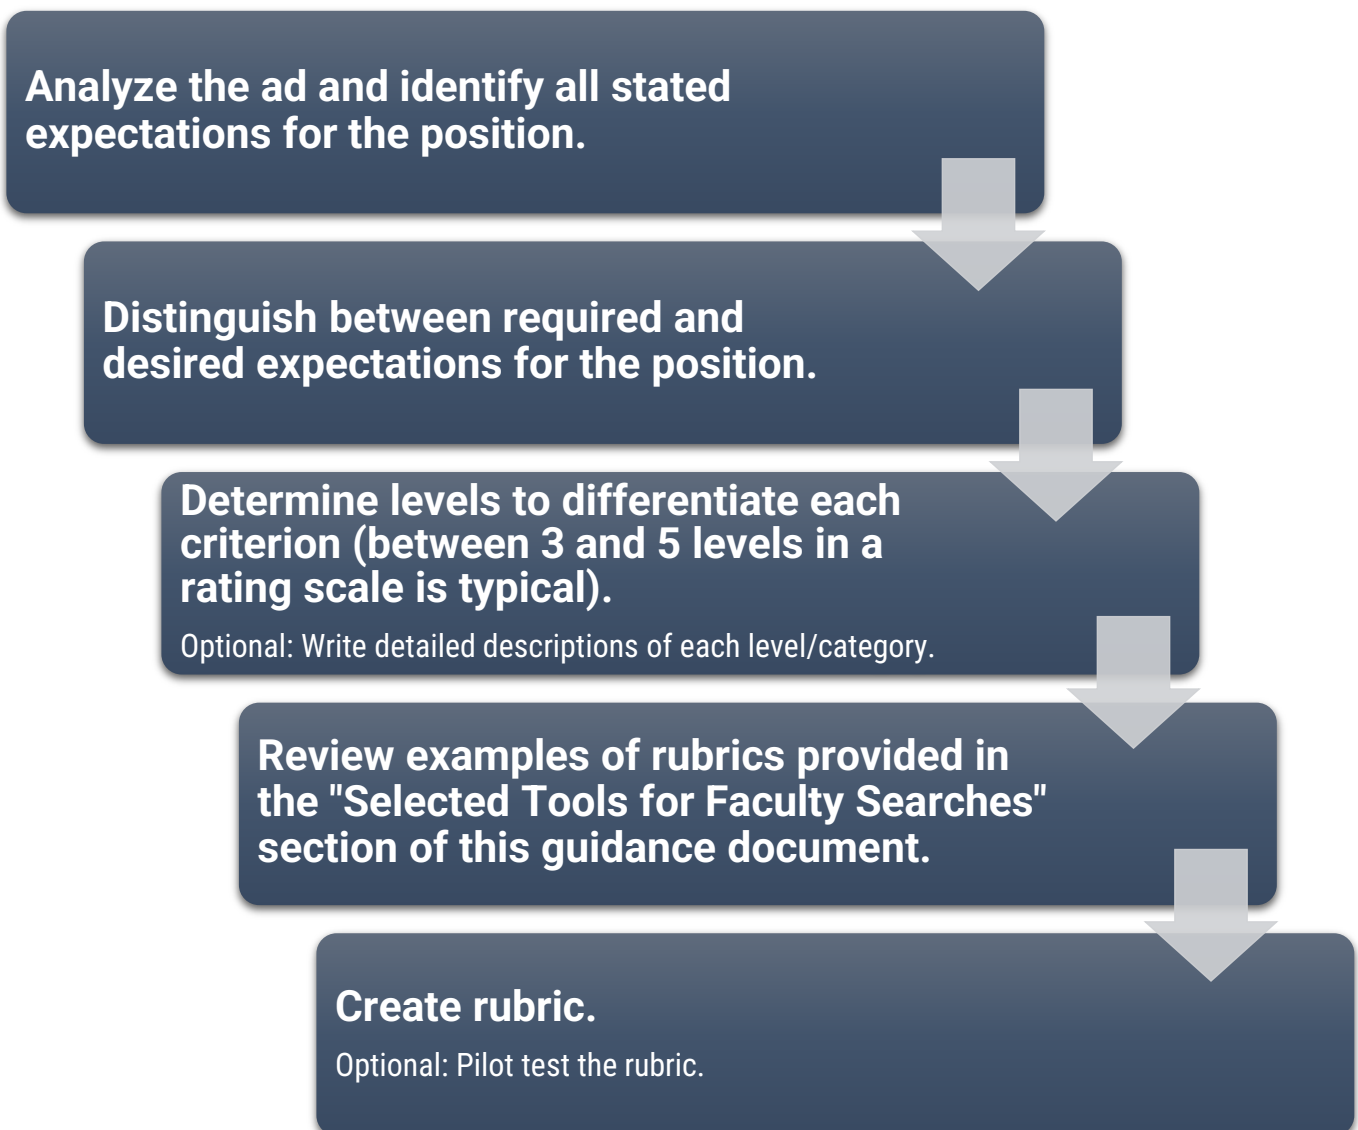 Analyze the ad and identify all stated
expectations for the position.
Distinguish between required and
desired expectations for the position.
Determine levels to differentiate each
criterion (between 3 and 5 levels in a
rating scale is typical).
Optional: Write detailed descriptions of each level/category.
Review examples of rubrics provided in
the "Selected Tools for Faculty Searches"
section of this guidance document.
Create rubric.
Optional: Pilot test the rubric.